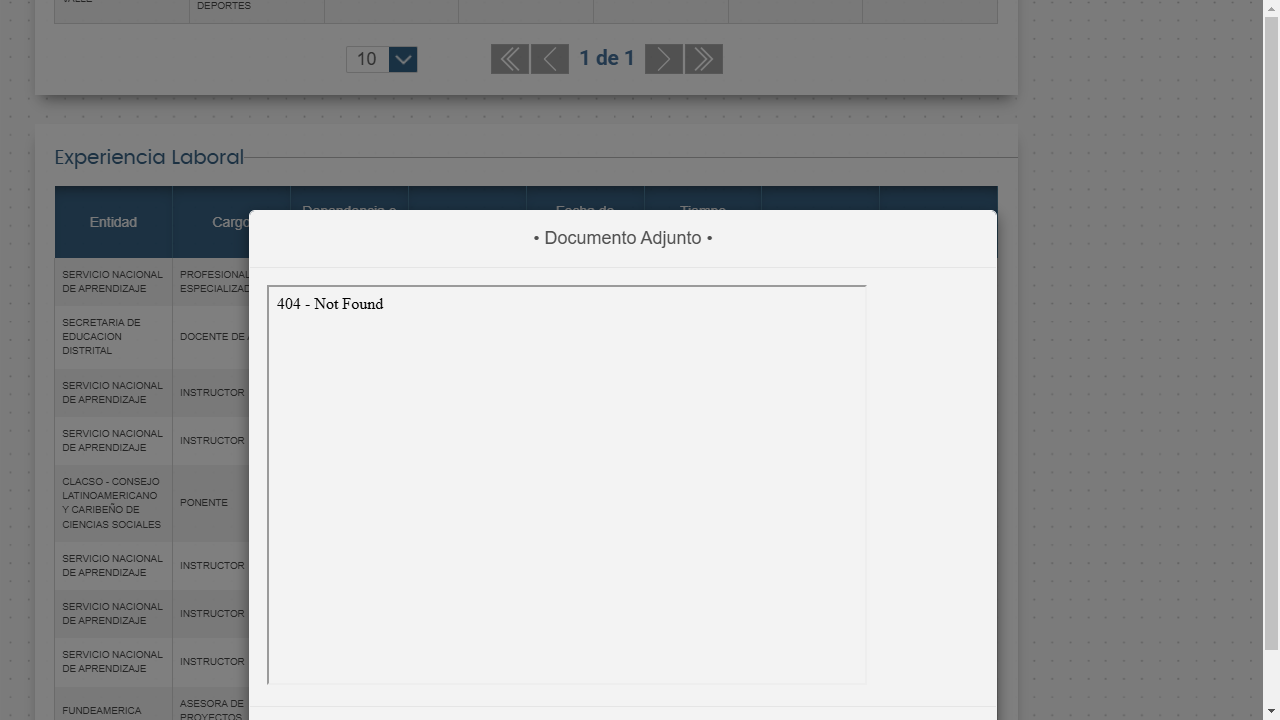 DEPORTES
10
1 de 1
Experiencia Laboral
Entidad
Cargo
• Documento Adjunto •
404 - Not Found
SERVICIO NACIONAL
DE APRENDIZAJE
PROFESIONAL
SECRETARIA DE
EDUCACION
DISTRITAL
DOCENTE DE
SERVICIO NACIONAL
DE APRENDIZAJE
INSTRUCTOR
SERVICIO NACIONAL
DE APRENDIZAJE
INSTRUCTOR
CLACSO - CONSEJO
LATINOAMERICANO
Y CARIBEÑO DE
CIENCIAS SOCIALES
PONENTE
SERVICIO NACIONAL
DE APRENDIZAJE
INSTRUCTOR
SERVICIO NACIONAL
DE APRENDIZAJE
INSTRUCTOR
SERVICIO NACIONAL
DE APRENDIZAJE
INSTRUCTOR
FUNDEAMERICA
ASESORA DE
PROYECTOS